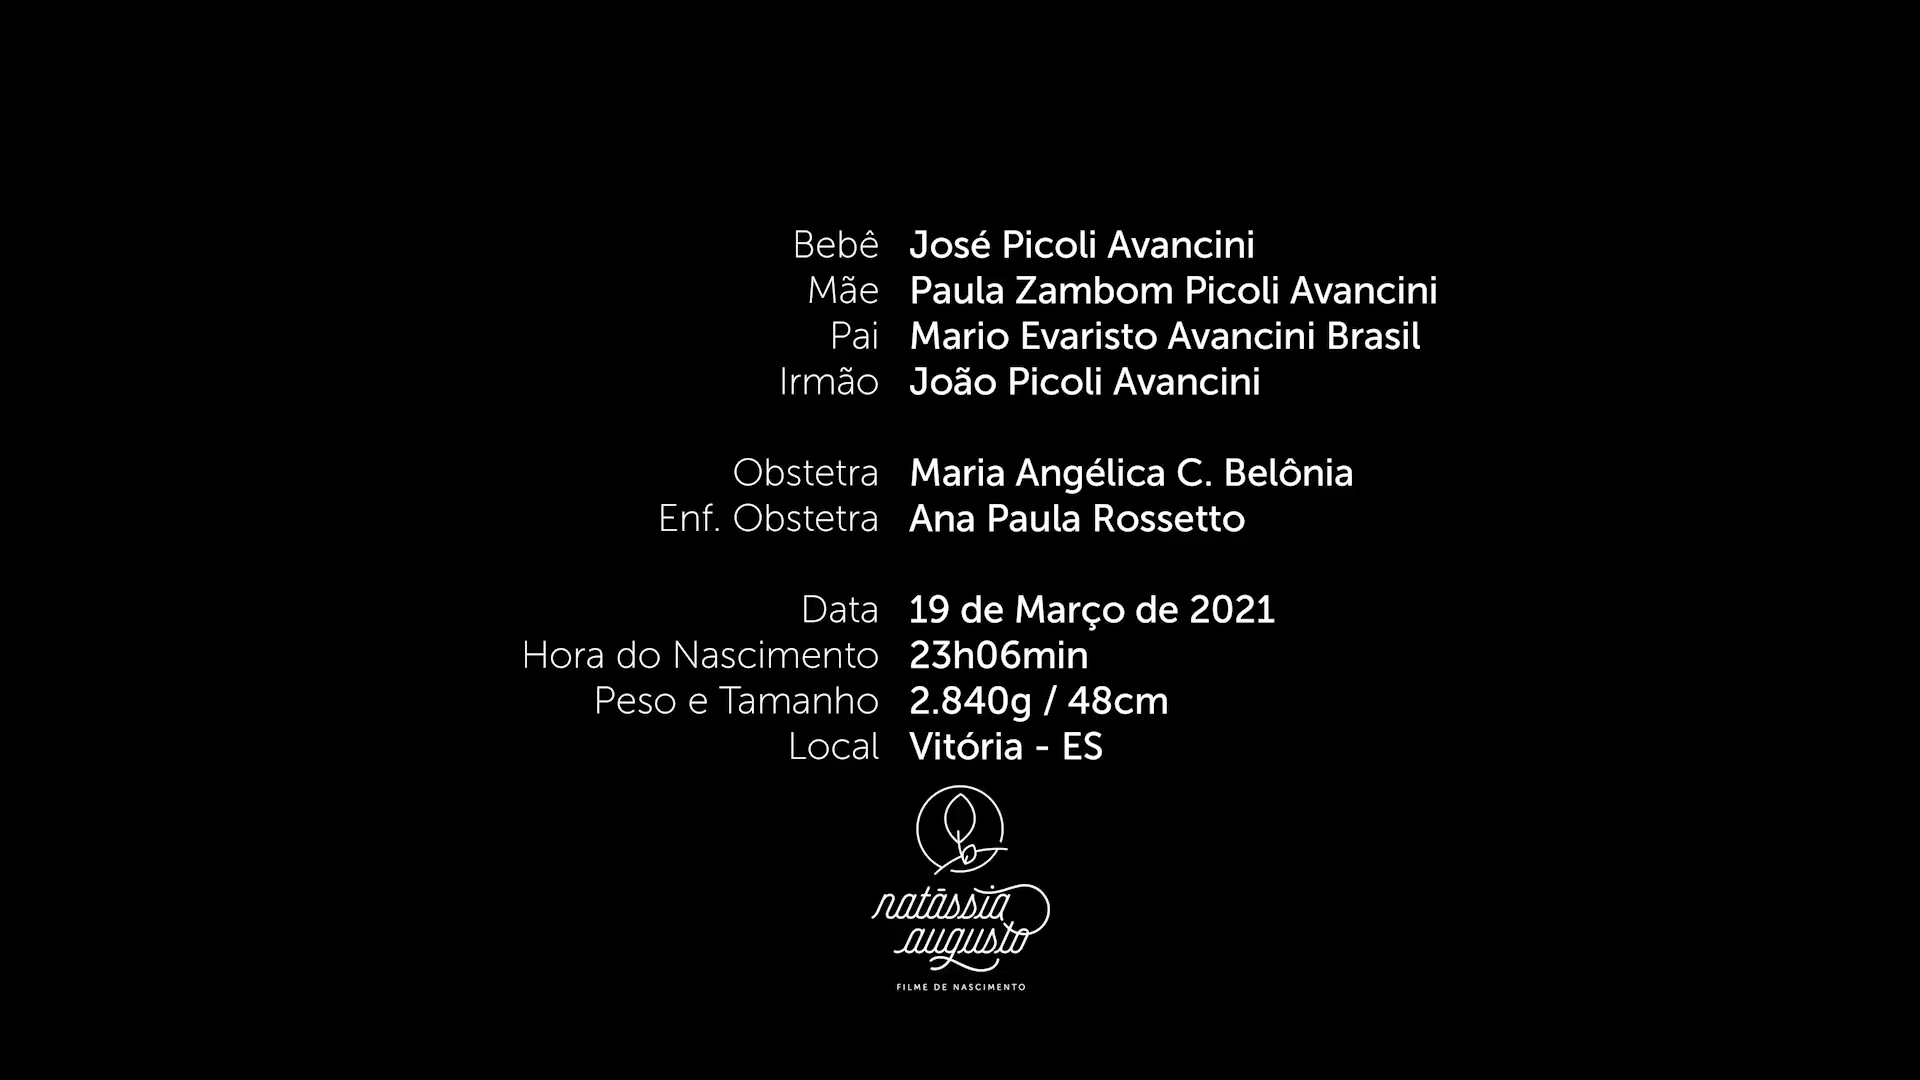 Bebê José Picoli Avancini
Mãe Paula Zambom Picoli Avancini
Pai Mario Evaristo Avancini Brasil
Irmão João Picoli Avancini
Obstetra Maria Angélica C. Belônia
Enf. Obstetra Ana Paula Rossetto
Data 19 de Março de 2021
Hora do Nascimento 23h06min
Peso e Tamanho 2.840g / 48cm
Local Vitória - ES
natássia
augusto
FILME DE NASCIMENTO